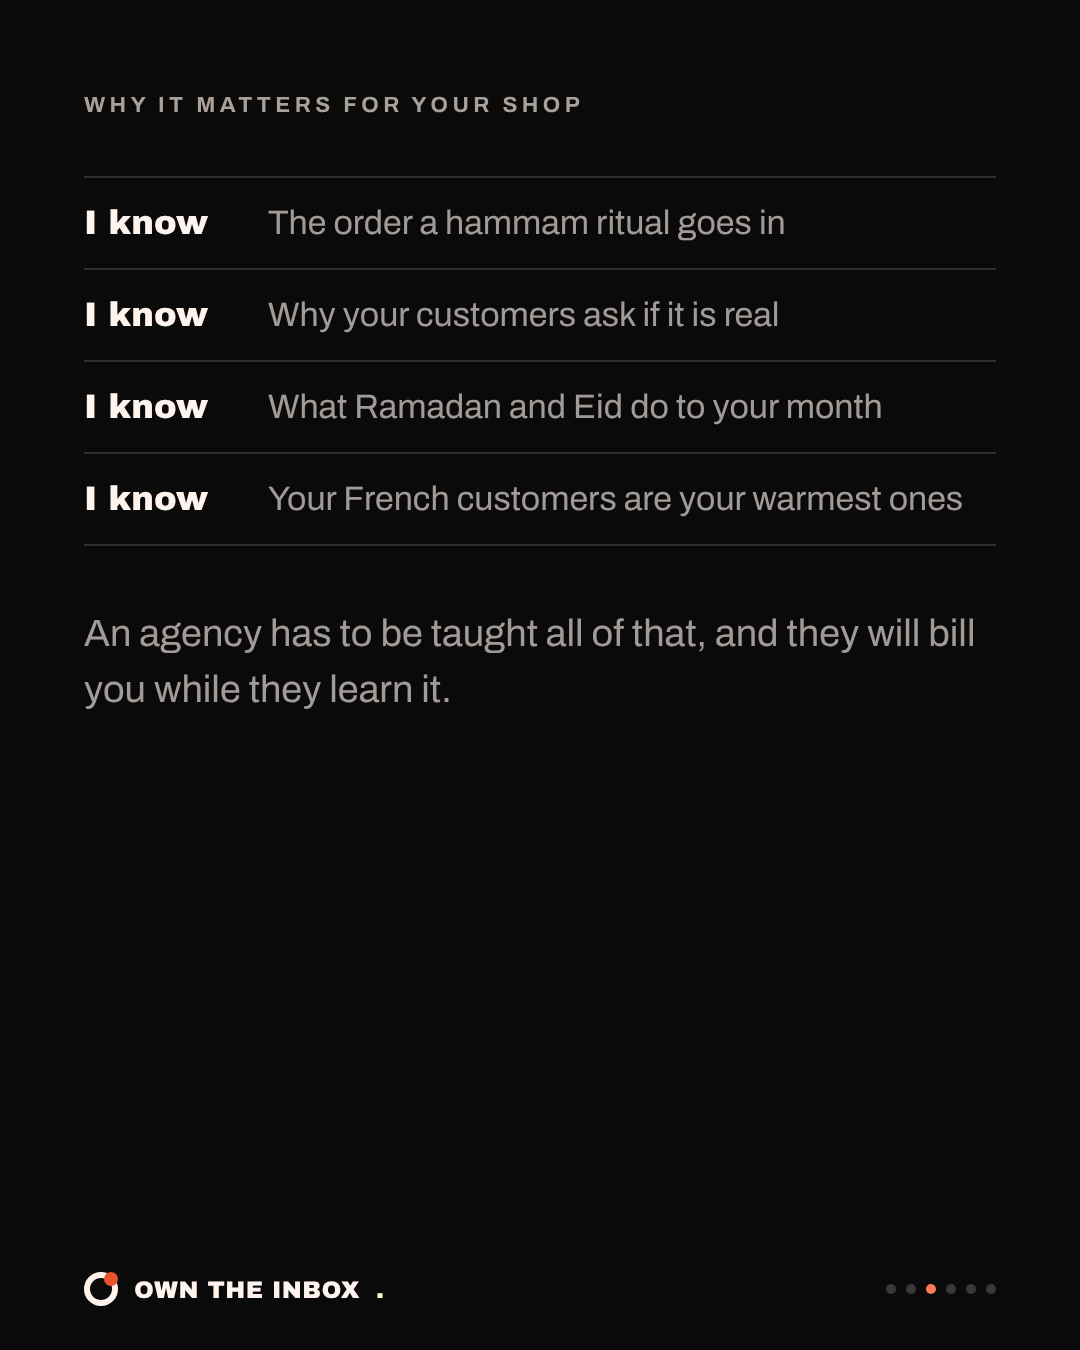 WHY IT MATTERS FOR YOUR SHOP
I know The order a hammam ritual goes in
I know Why your customers ask if it is real
I know What Ramadan and Eid do to your month
I know Your French customers are your warmest ones
An agency has to be taught all of that, and they will bill
you while they learn it.
OWN THE INBOX .